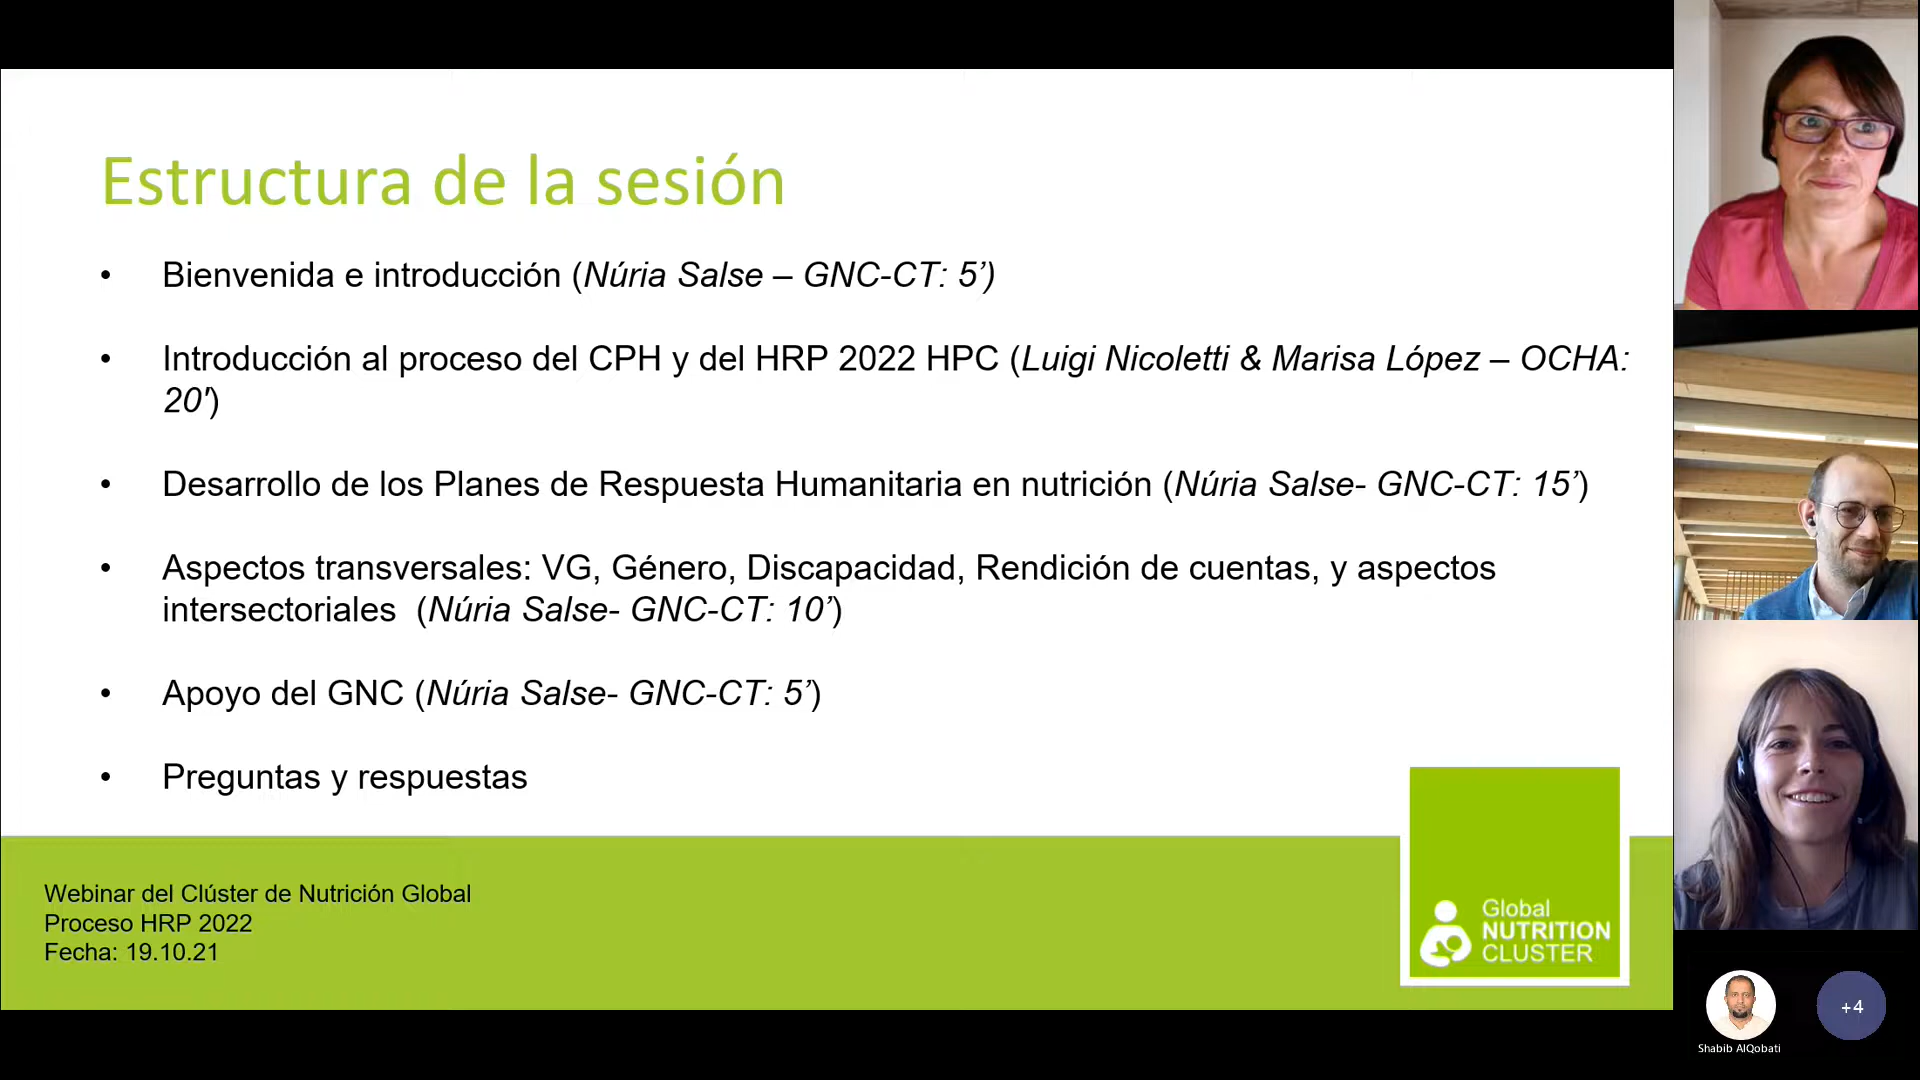 Estructura de la sesión
• Bienvenida e introducción (Núria Salse – GNC-CT: 5’)
• Introducción al proceso del CPH y del HRP 2022 HPC (Luigi Nicoletti & Marisa López – OCHA:
20')
• Desarrollo de los Planes de Respuesta Humanitaria en nutrición (Núria Salse- GNC-CT: 15’)
• Aspectos transversales: VG, Género, Discapacidad, Rendición de cuentas, y aspectos
intersectoriales (Núria Salse- GNC-CT: 10’)
• Apoyo del GNC (Núria Salse- GNC-CT: 5’)
• Preguntas y respuestas
Webinar del Clúster de Nutrición Global
Proceso HRP 2022
Fecha: 19.10.21
Global
NUTRITION
CLUSTER
+4
Shabib AlQobati